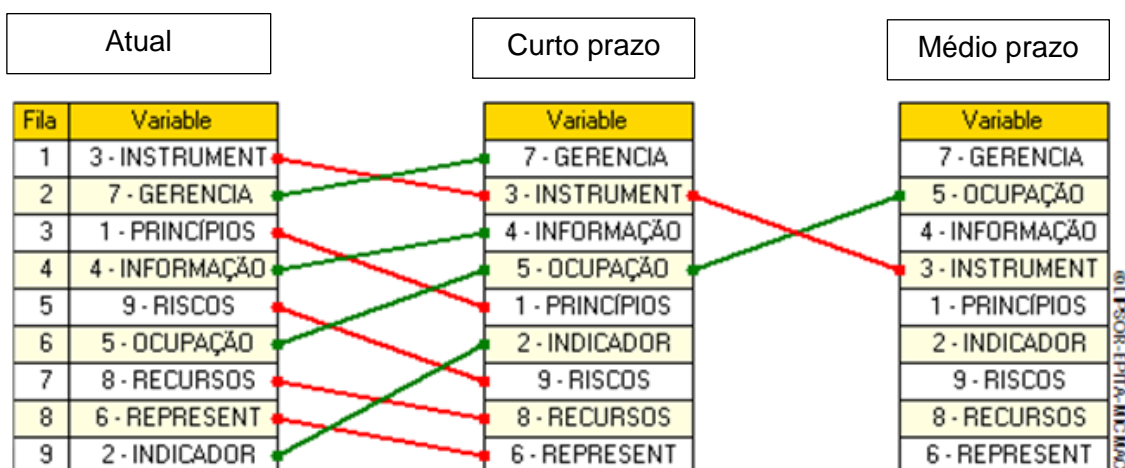 Atual Curto prazo Médio prazo
Fila Variable Variable Variable
1 3 - INSTRUMENT 7 - GERENCIA 7 - GERENCIA
2 7 - GERENCIA 3 - INSTRUMENT 5 - OCUPAÇÃO
3 1 - PRINCÍPIOS 4 - INFORMAÇÃO 4 - INFORMAÇÃO
4 4 - INFORMAÇÃO 5 - OCUPAÇÃO 3 - INSTRUMENT
5 9 - RISCOS 1 - PRINCÍPIOS 1 - PRINCÍPIOS
6 5 - OCUPAÇÃO 2 - INDICADOR 2 - INDICADOR
7 8 - RECURSOS 9 - RISCOS 9 - RISCOS
8 6 - REPRESENT 8 - RECURSOS 8 - RECURSOS
9 2 - INDICADOR 6 - REPRESENT 6 - REPRESENT
© LIPSOR-EPITA-MICMAC